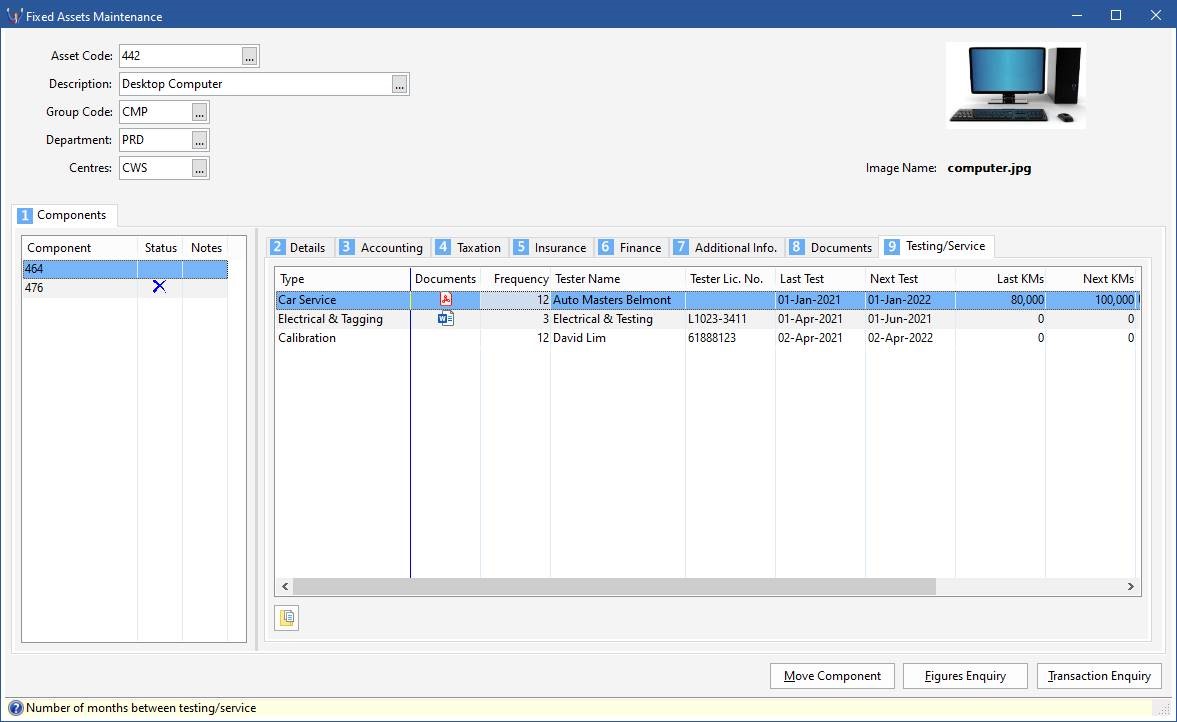 Fixed Assets Maintenance
Asset Code: 442 ...
Description: Desktop Computer ...
Group Code: CMP ...
Department: PRD ...
Centres: CWS ...
Image Name: computer.jpg
1 Components
Component Status Notes
464
476
2 Details 3 Accounting 4 Taxation 5 Insurance 6 Finance 7 Additional Info. 8 Documents 9 Testing/Service
Type Documents Frequency Tester Name Tester Lic. No. Last Test Next Test Last KMs Next KMs
Car Service 12 Auto Masters Belmont 01-Jan-2021 01-Jan-2022 80,000 100,000
Electrical & Tagging 3 Electrical & Testing L1023-3411 01-Apr-2021 01-Jun-2021 0 0
Calibration 12 David Lim 61888123 02-Apr-2021 02-Apr-2022 0 0
Move Component Figures Enquiry Transaction Enquiry
Number of months between testing/service